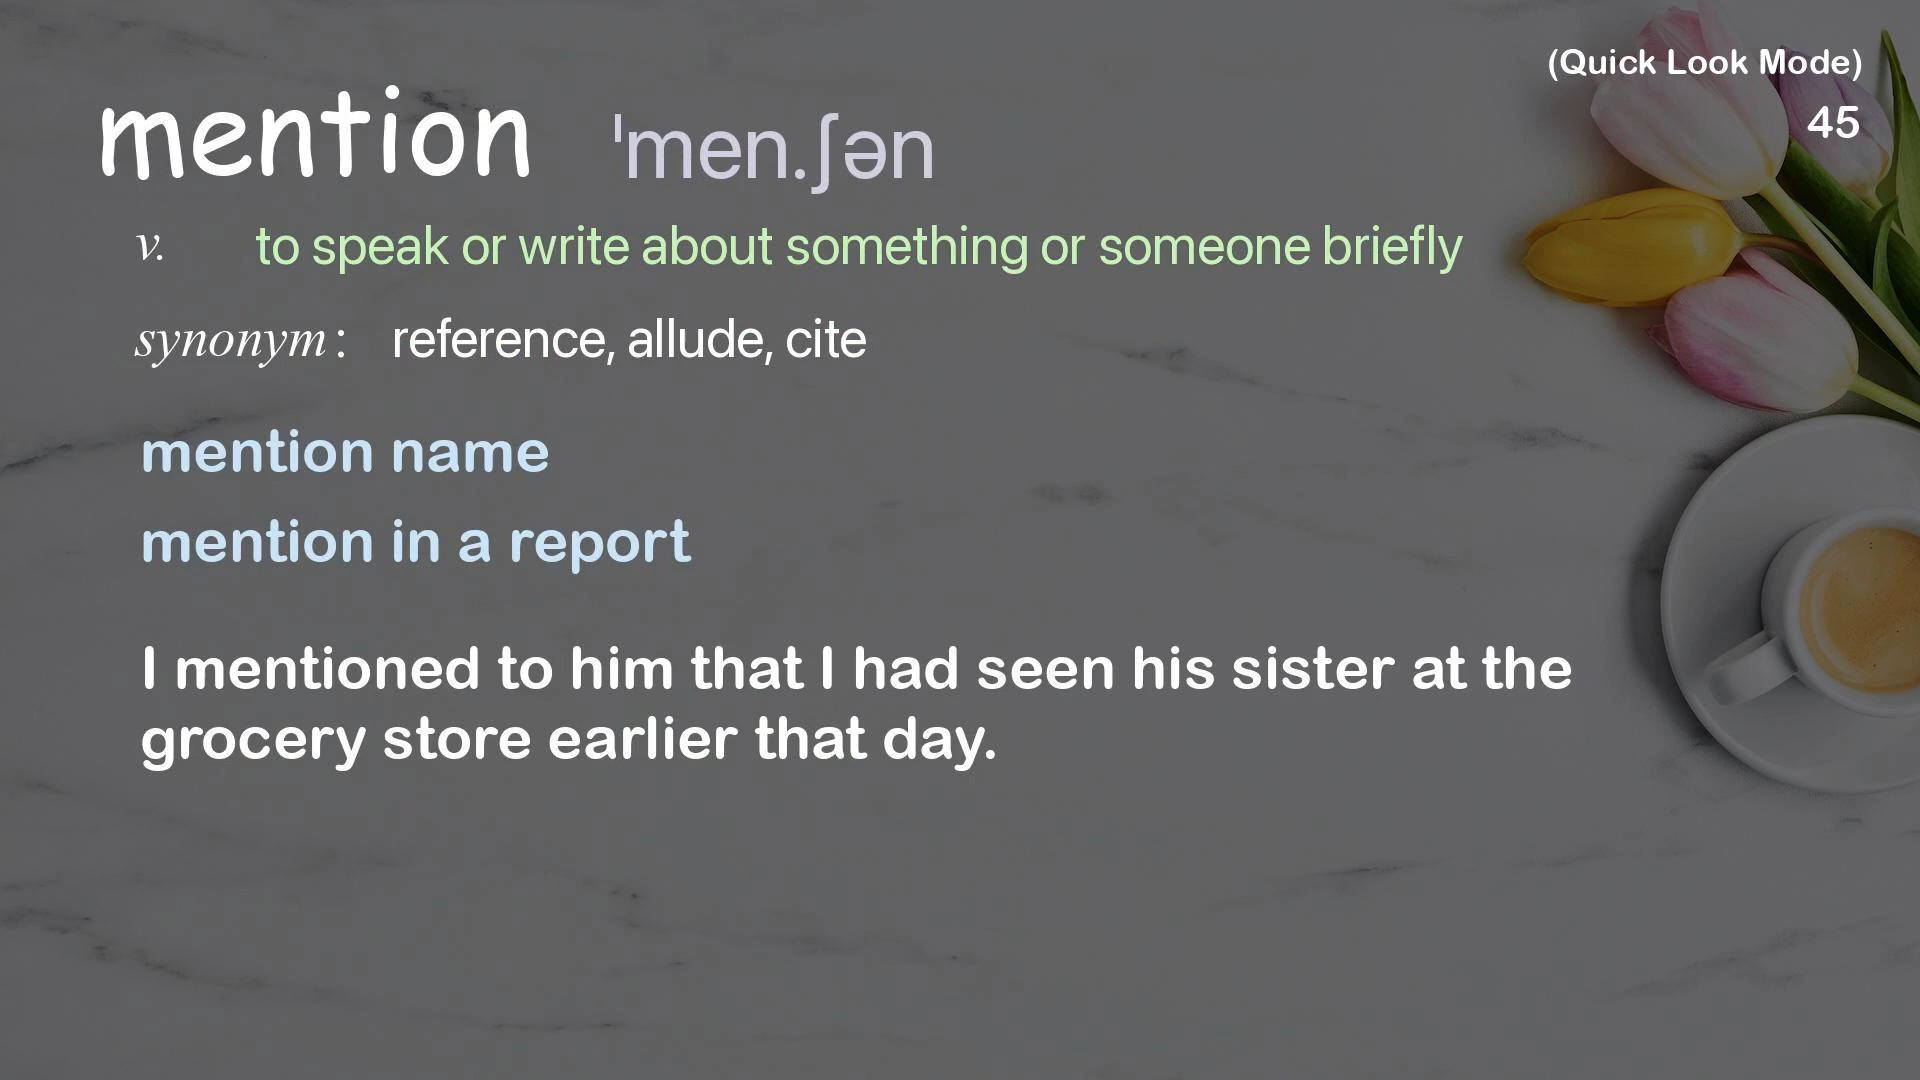 (Quick Look Mode)
45
mention ˈmen.ʃən
v. to speak or write about something or someone briefly
synonym: reference, allude, cite
mention name
mention in a report
I mentioned to him that I had seen his sister at the
grocery store earlier that day.